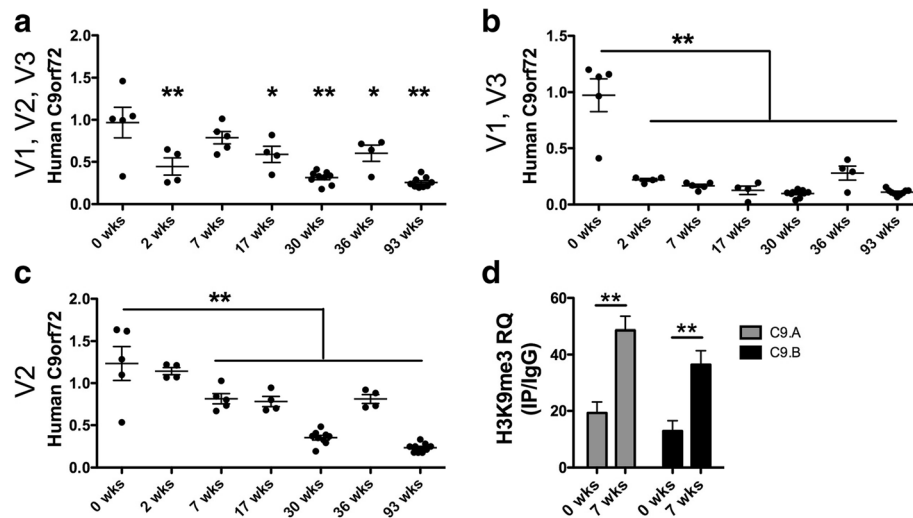 a
V1, V2, V3
Human C9orf72
2.0
1.5
1.0
0.5
0.0
** * ** * **
0 wks 2 wks 7 wks 17 wks 30 wks 36 wks 93 wks
b
V1, V3
Human C9orf72
1.5
1.0
0.5
0.0
**
0 wks 2 wks 7 wks 17 wks 30 wks 36 wks 93 wks
c
V2
Human C9orf72
2.0
1.5
1.0
0.5
0.0
**
0 wks 2 wks 7 wks 17 wks 30 wks 36 wks 93 wks
d
H3K9me3 RQ
(IP/IgG)
60
40
20
0
** **
0 wks 7 wks 0 wks 7 wks
C9.A
C9.B